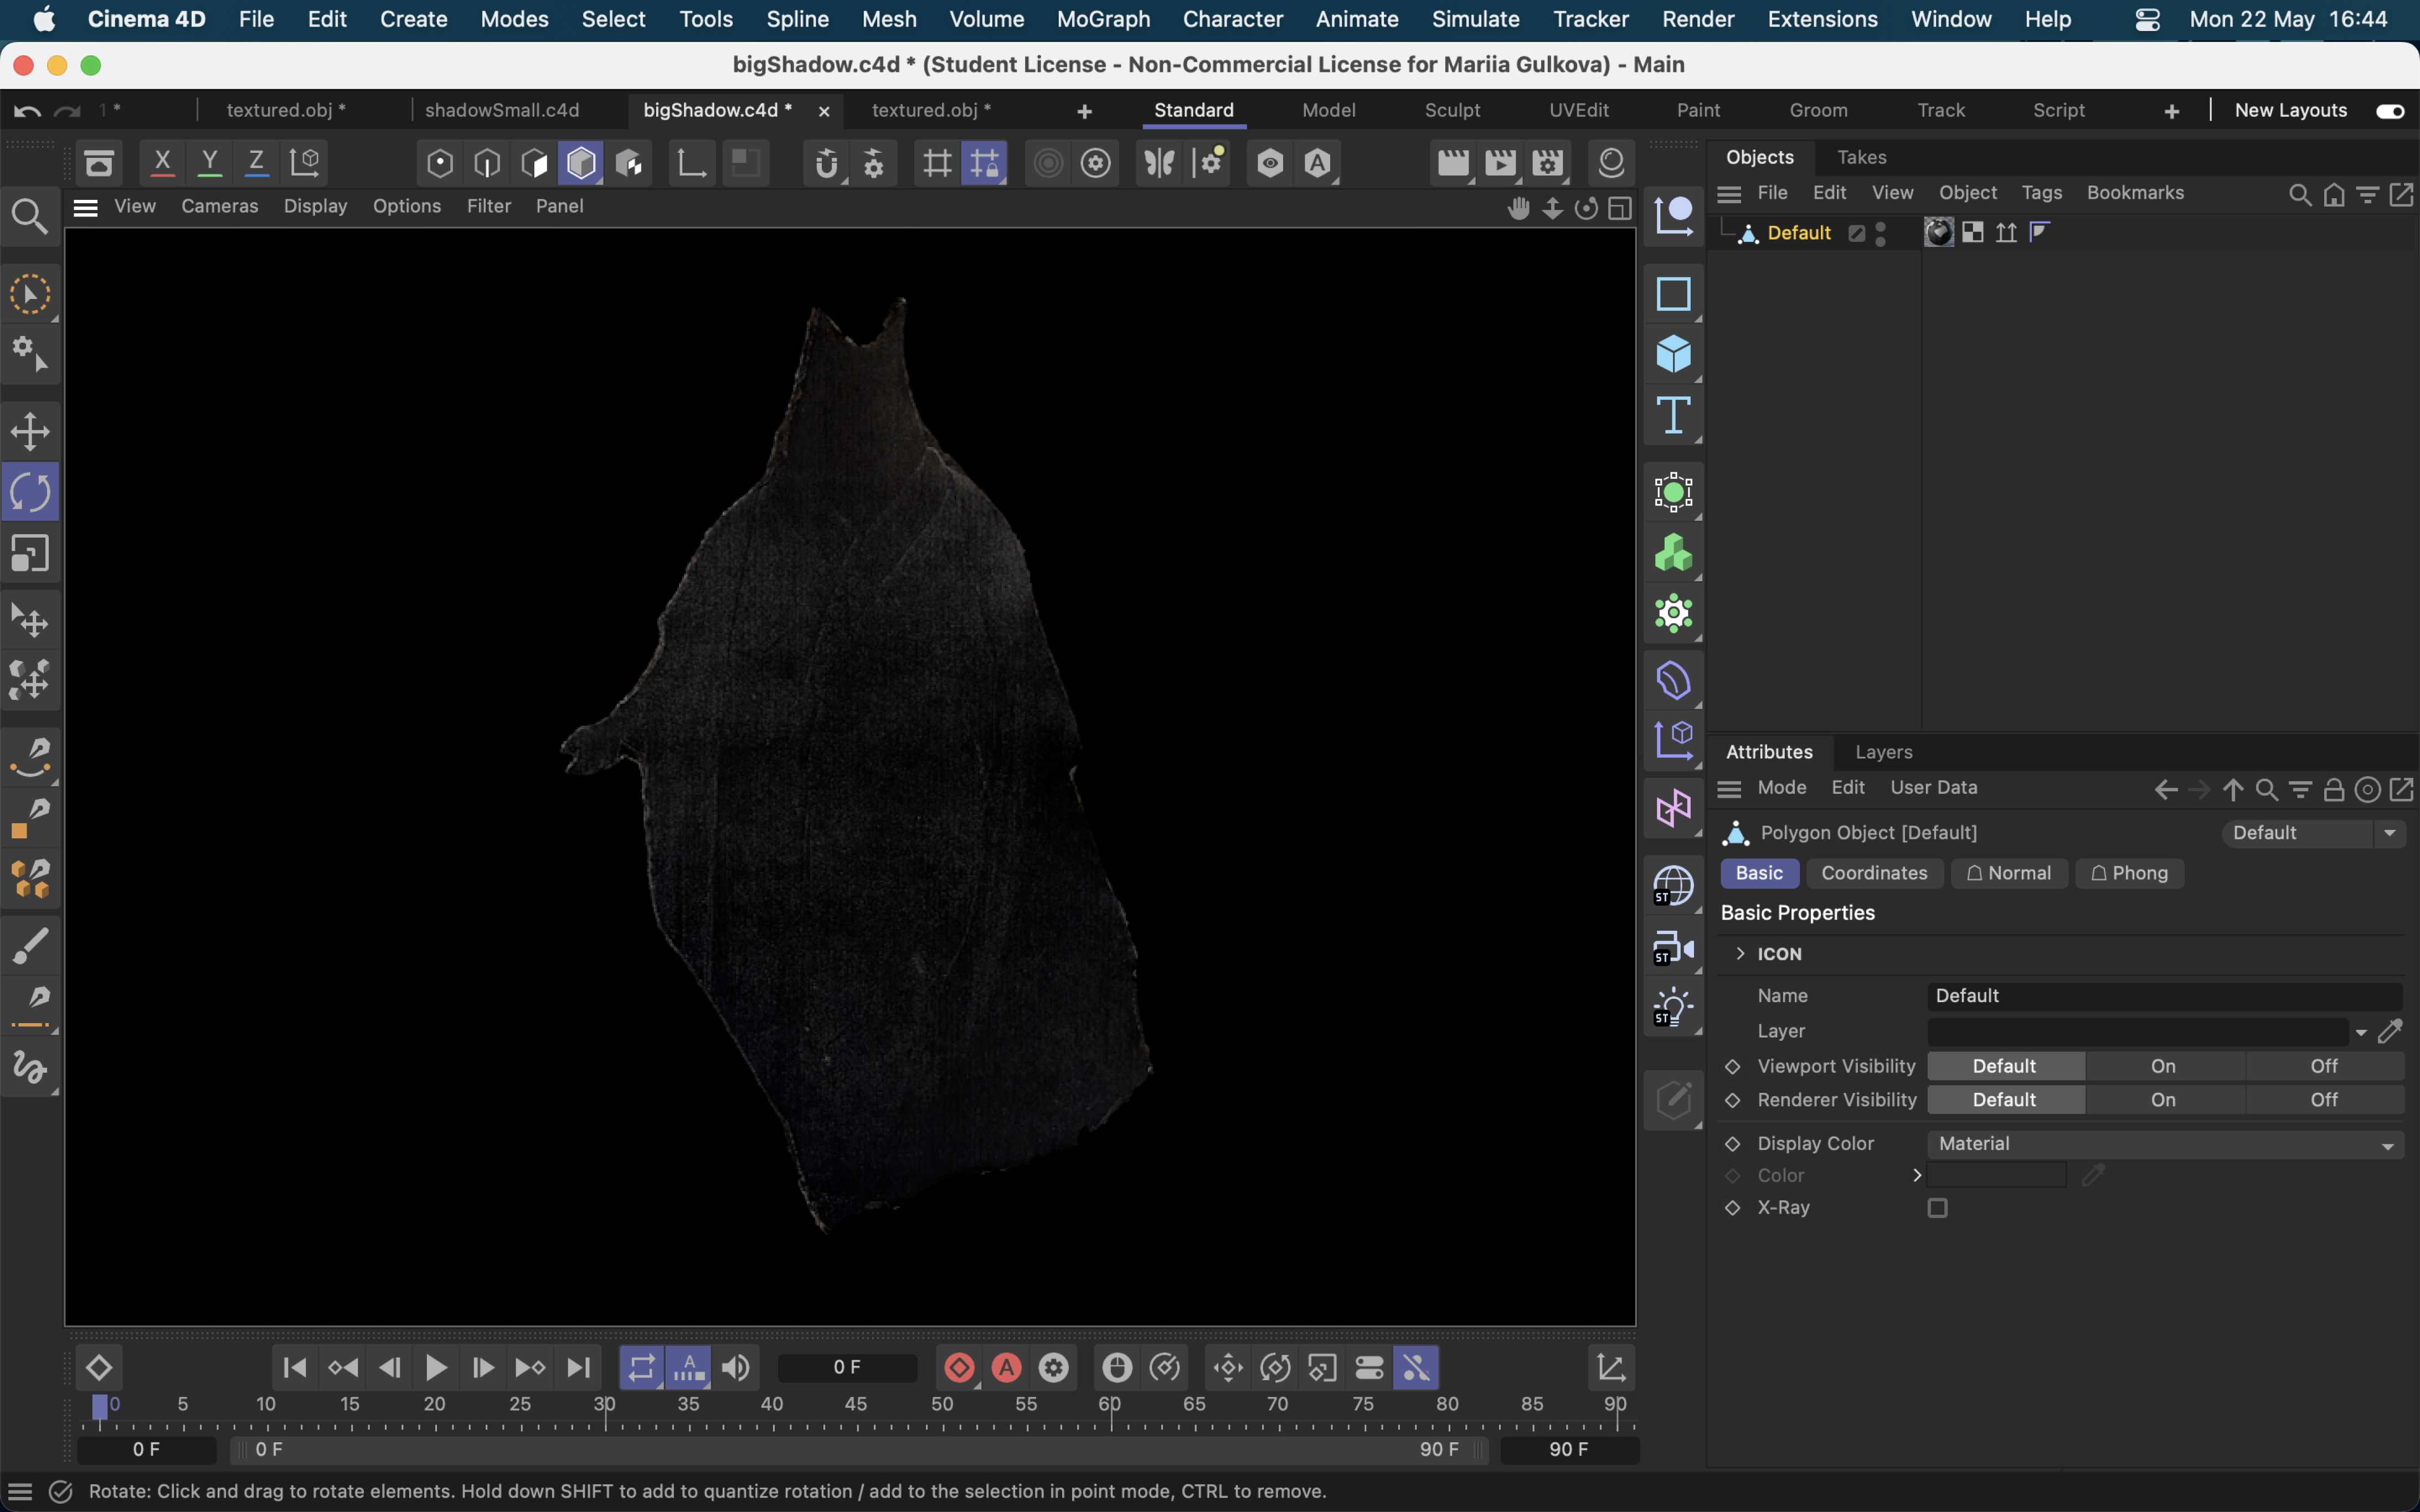 Cinema 4D File Edit Create Modes Select Tools Spline Mesh Volume MoGraph Character Animate Simulate Tracker Render Extensions Window Help Mon 22 May 16:44
bigShadow.c4d * (Student License - Non-Commercial License for Mariia Gulkova) - Main
1 * textured.obj * shadowSmall.c4d bigShadow.c4d * textured.obj * Standard Model Sculpt UVEdit Paint Groom Track Script New Layouts
X Y Z
Objects Takes
View Cameras Display Options Filter Panel
File Edit View Object Tags Bookmarks
Default
Attributes Layers
Mode Edit User Data
Polygon Object [Default] Default
Basic Coordinates Normal Phong
Basic Properties
ICON
Name Default
Layer
Viewport Visibility Default On Off
Renderer Visibility Default On Off
Display Color Material
Color
X-Ray
ST
ST
ST
0 F
0 5 10 15 20 25 30 35 40 45 50 55 60 65 70 75 80 85 90
0 F 0 F 90 F 90 F
Rotate: Click and drag to rotate elements. Hold down SHIFT to add to quantize rotation / add to the selection in point mode, CTRL to remove.